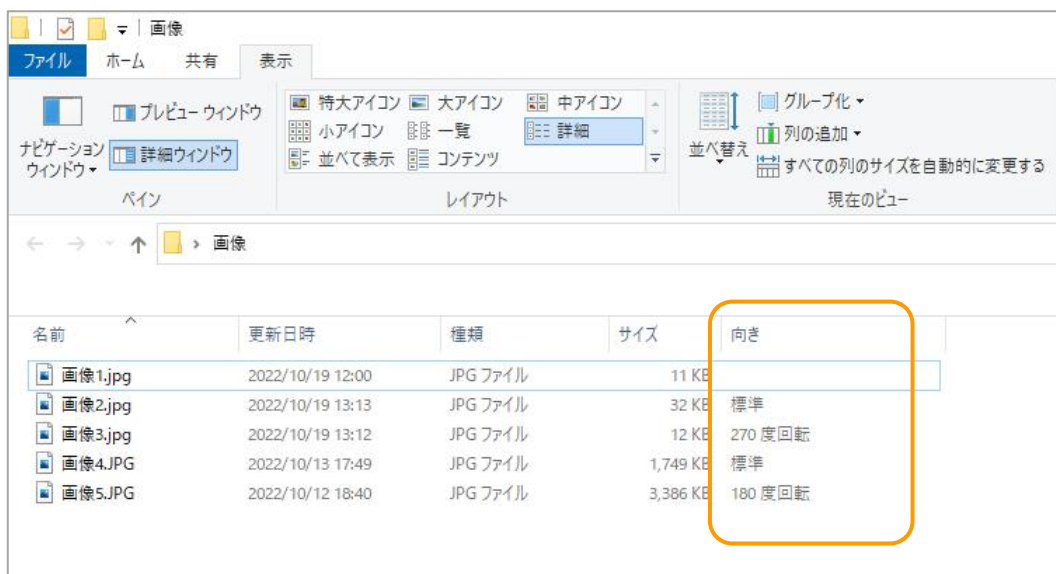 画像
ファイル ホーム 共有 表示
ナビゲーション
ウィンドウ
プレビュー ウィンドウ
詳細ウィンドウ
ペイン
特大アイコン 大アイコン 中アイコン
小アイコン 一覧 詳細
並べて表示 コンテンツ
レイアウト
並べ替え
グループ化
列の追加
すべての列のサイズを自動的に変更する
現在のビュー
画像
名前 更新日時 種類 サイズ 向き
画像1.jpg 2022/10/19 12:00 JPG ファイル 11 KB
画像2.jpg 2022/10/19 13:13 JPG ファイル 32 KB 標準
画像3.jpg 2022/10/19 13:12 JPG ファイル 12 KB 270 度回転
画像4.JPG 2022/10/13 17:49 JPG ファイル 1,749 KB 標準
画像5.JPG 2022/10/12 18:40 JPG ファイル 3,386 KB 180 度回転